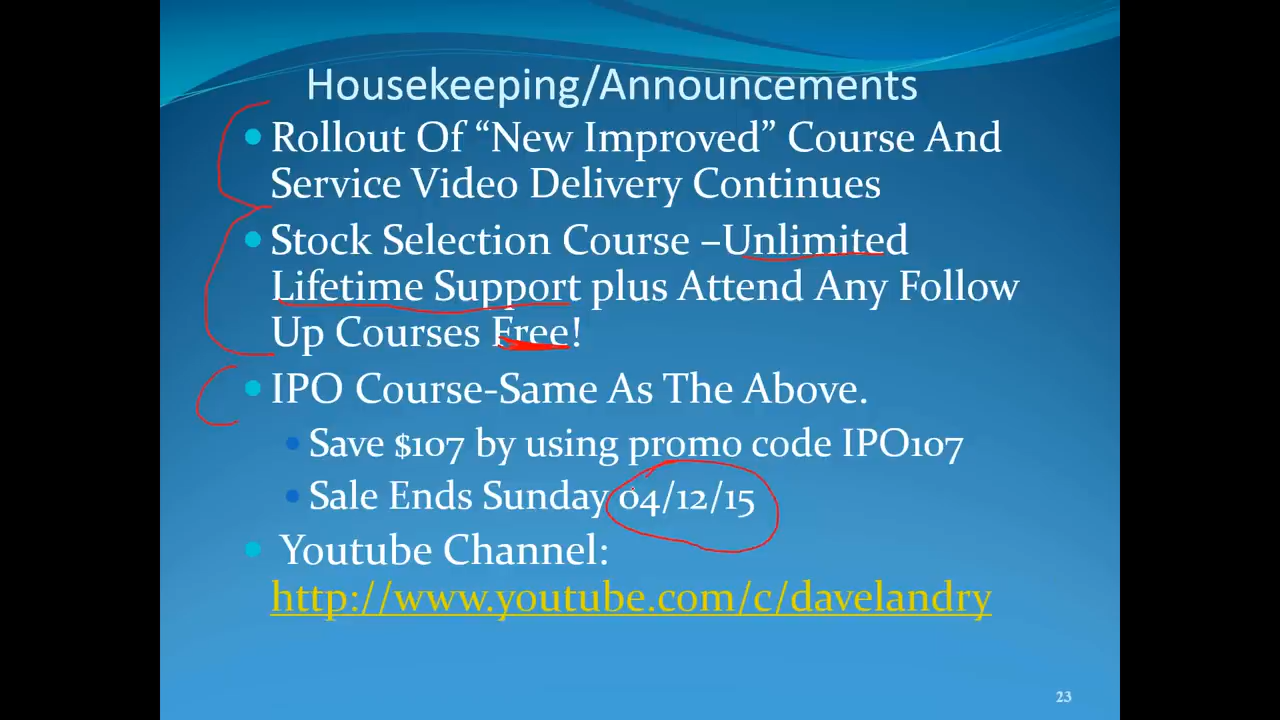 Housekeeping/Announcements
Rollout Of “New Improved” Course And
Service Video Delivery Continues
Stock Selection Course –Unlimited
Lifetime Support plus Attend Any Follow
Up Courses Free!
IPO Course-Same As The Above.
Save $107 by using promo code IPO107
Sale Ends Sunday 04/12/15
Youtube Channel:
http://www.youtube.com/c/davelandry
23